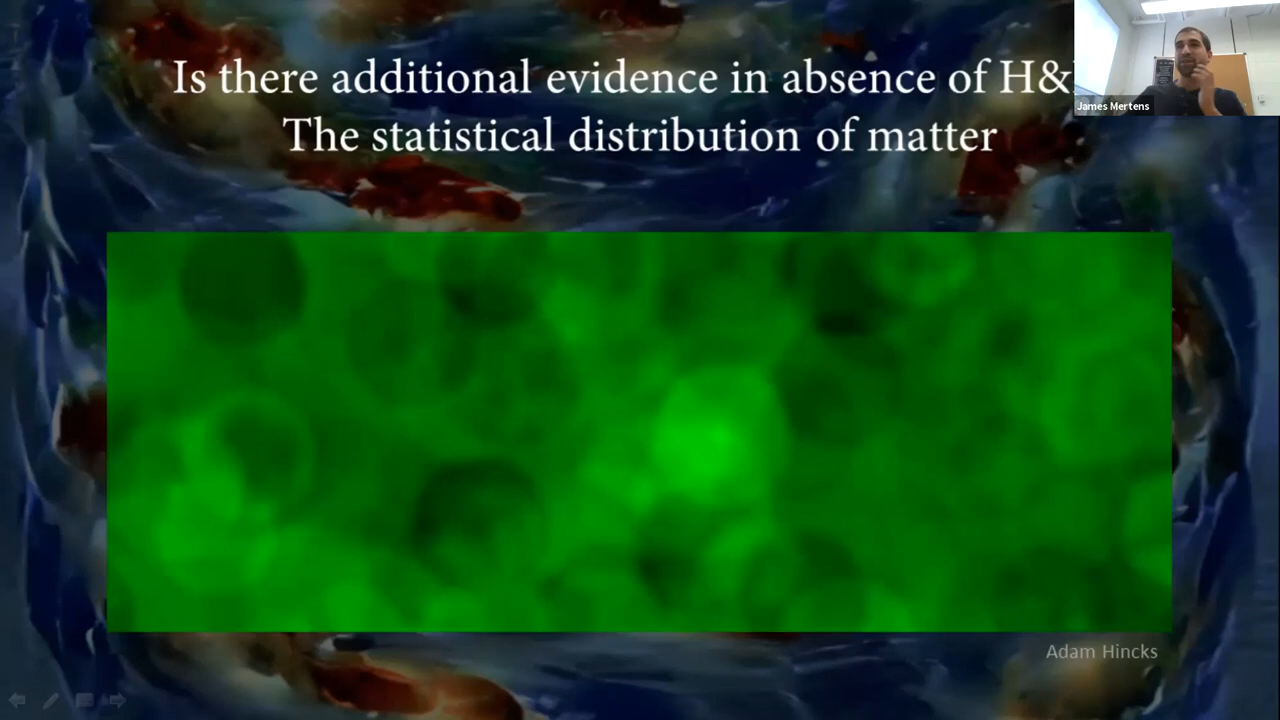 Is there additional evidence in absence of H&
The statistical distribution of matter
James Mertens
Adam Hincks